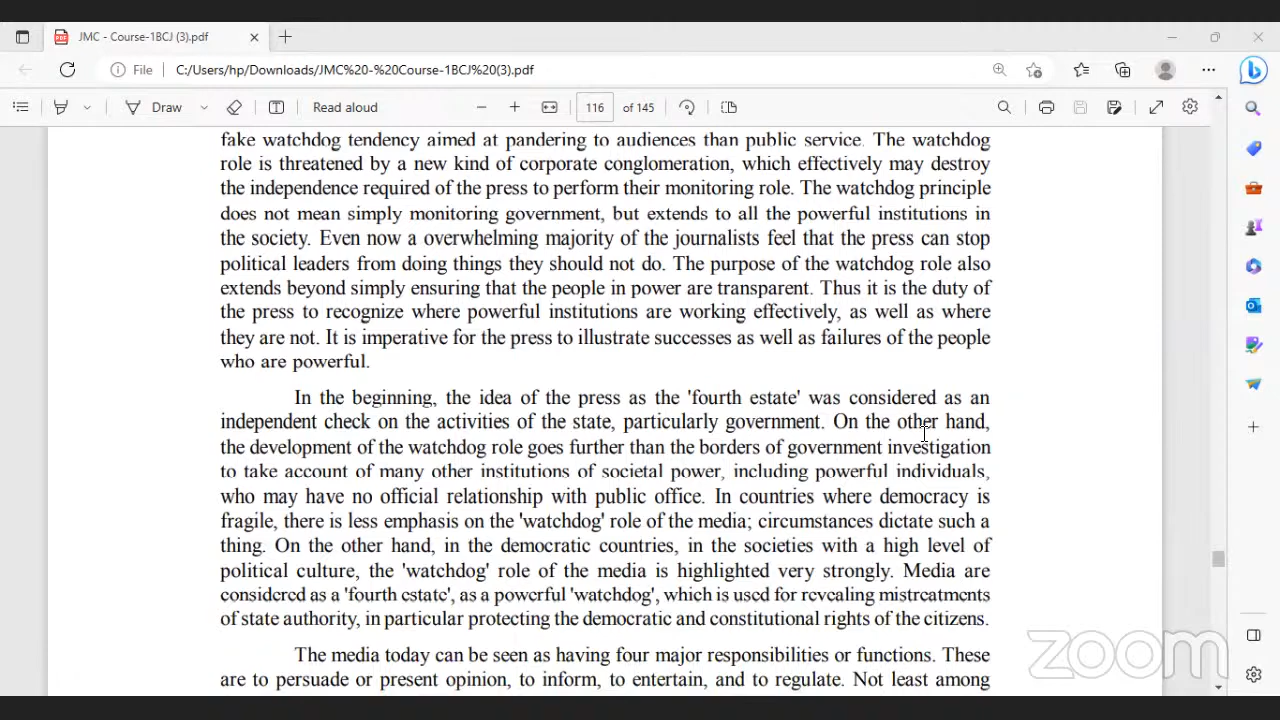 JMC - Course-1BCJ (3).pdf
File
C:/Users/hp/Downloads/JMC%20-%20Course-1BCJ%20(3).pdf
Draw
Read aloud
116
of 145
fake watchdog tendency aimed at pandering to audiences than public service. The watchdog
role is threatened by a new kind of corporate conglomeration, which effectively may destroy
the independence required of the press to perform their monitoring role. The watchdog principle
does not mean simply monitoring government, but extends to all the powerful institutions in
the society. Even now a overwhelming majority of the journalists feel that the press can stop
political leaders from doing things they should not do. The purpose of the watchdog role also
extends beyond simply ensuring that the people in power are transparent. Thus it is the duty of
the press to recognize where powerful institutions are working effectively, as well as where
they are not. It is imperative for the press to illustrate successes as well as failures of the people
who are powerful.
In the beginning, the idea of the press as the 'fourth estate' was considered as an
independent check on the activities of the state, particularly government. On the other hand,
the development of the watchdog role goes further than the borders of government investigation
to take account of many other institutions of societal power, including powerful individuals,
who may have no official relationship with public office. In countries where democracy is
fragile, there is less emphasis on the 'watchdog' role of the media; circumstances dictate such a
thing. On the other hand, in the democratic countries, in the societies with a high level of
political culture, the 'watchdog' role of the media is highlighted very strongly. Media are
considered as a 'fourth estate', as a powerful 'watchdog', which is used for revealing mistreatments
of state authority, in particular protecting the democratic and constitutional rights of the citizens.
The media today can be seen as having four major responsibilities or functions. These
are to persuade or present opinion, to inform, to entertain, and to regulate. Not least among
zoom